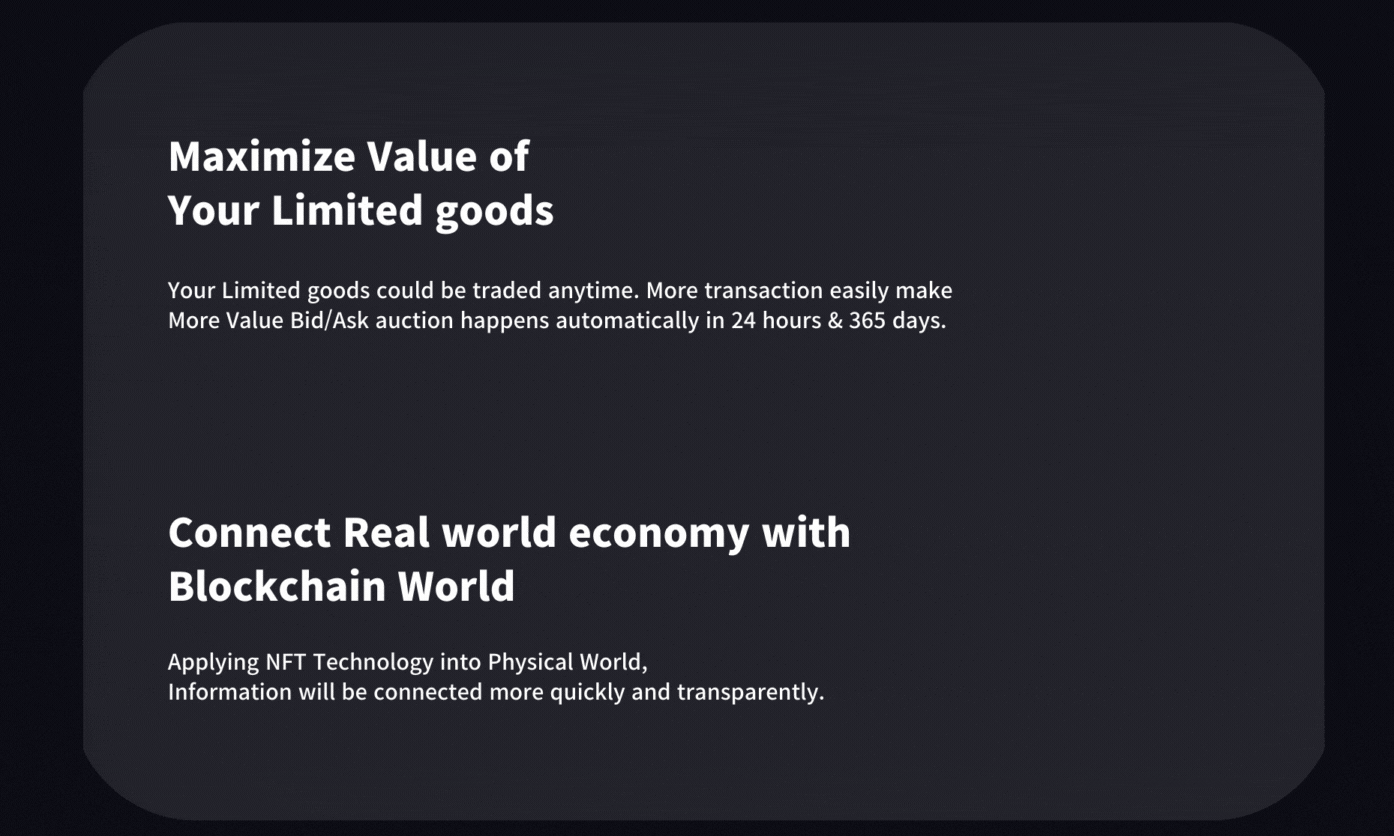 Maximize Value of
Your Limited goods
Your Limited goods could be traded anytime. More transaction easily make
More Value Bid/Ask auction happens automatically in 24 hours & 365 days.
Connect Real world economy with
Blockchain World
Applying NFT Technology into Physical World,
Information will be connected more quickly and transparently.